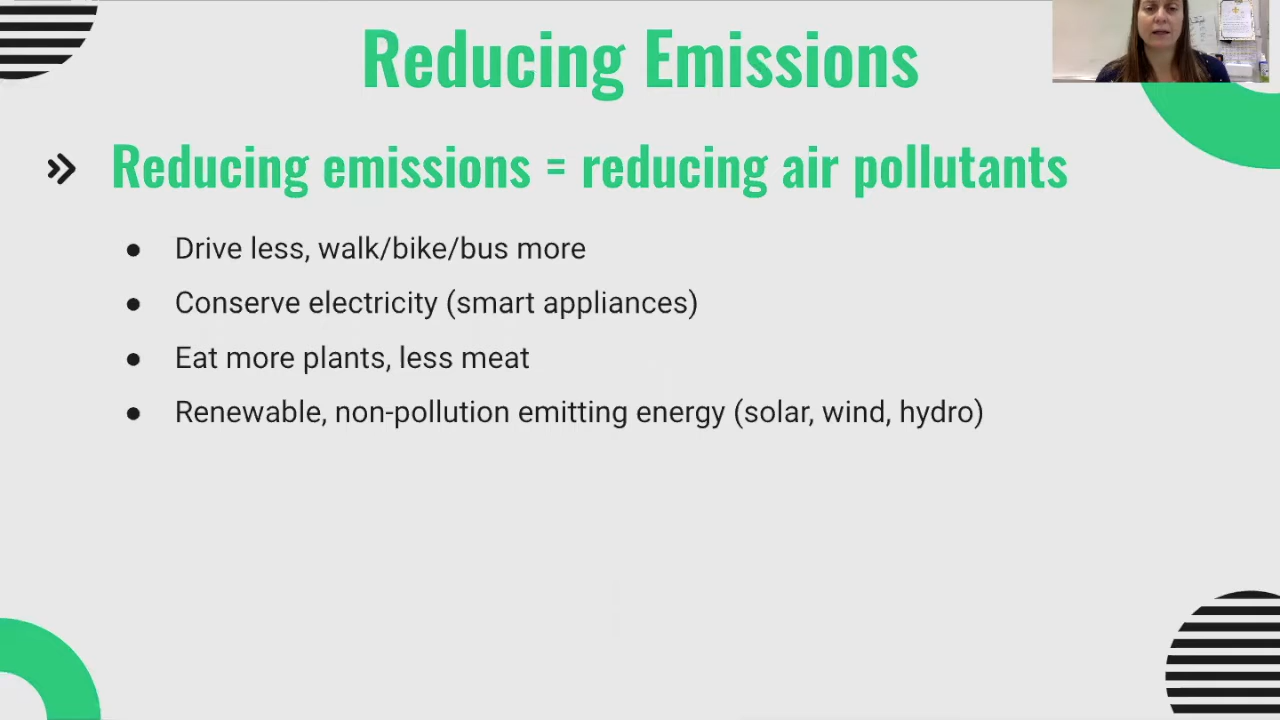 Reducing Emissions
Reducing emissions = reducing air pollutants
● Drive less, walk/bike/bus more
● Conserve electricity (smart appliances)
● Eat more plants, less meat
● Renewable, non-pollution emitting energy (solar, wind, hydro)